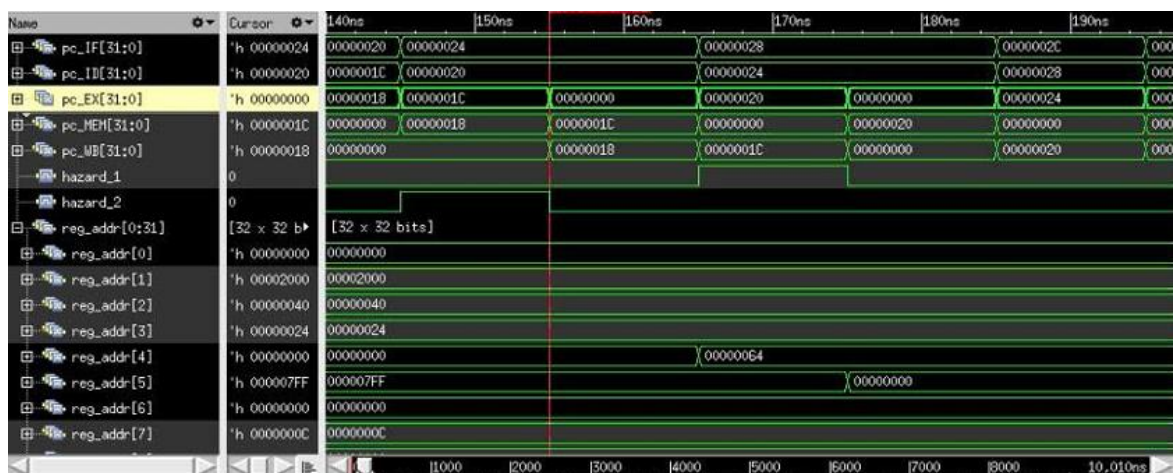 Name Cursor 140ns 150ns 160ns 170ns 180ns 190ns
pc_IF[31:0] 'h 00000024 00000020 00000024 00000028 0000002C 000
pc_ID[31:0] 'h 00000020 0000001C 00000020 00000024 00000028 000
pc_EX[31:0] 'h 00000000 00000018 0000001C 00000000 00000020 00000000 00000024 000
pc_MEM[31:0] 'h 0000001C 00000000 00000018 0000001C 00000000 00000020 00000000 000
pc_WB[31:0] 'h 00000018 00000000 00000018 0000001C 00000000 00000020 000
hazard_1 0
hazard_2 0
reg_addr[0:31] [32 x 32 b [32 x 32 bits]
reg_addr[0] 'h 00000000 00000000
reg_addr[1] 'h 00002000 00002000
reg_addr[2] 'h 00000040 00000040
reg_addr[3] 'h 00000024 00000024
reg_addr[4] 'h 00000000 00000000 00000064
reg_addr[5] 'h 000007FF 000007FF 00000000
reg_addr[6] 'h 00000000 00000000
reg_addr[7] 'h 0000000C 0000000C
1000 2000 3000 4000 5000 6000 7000 8000 10,010ns